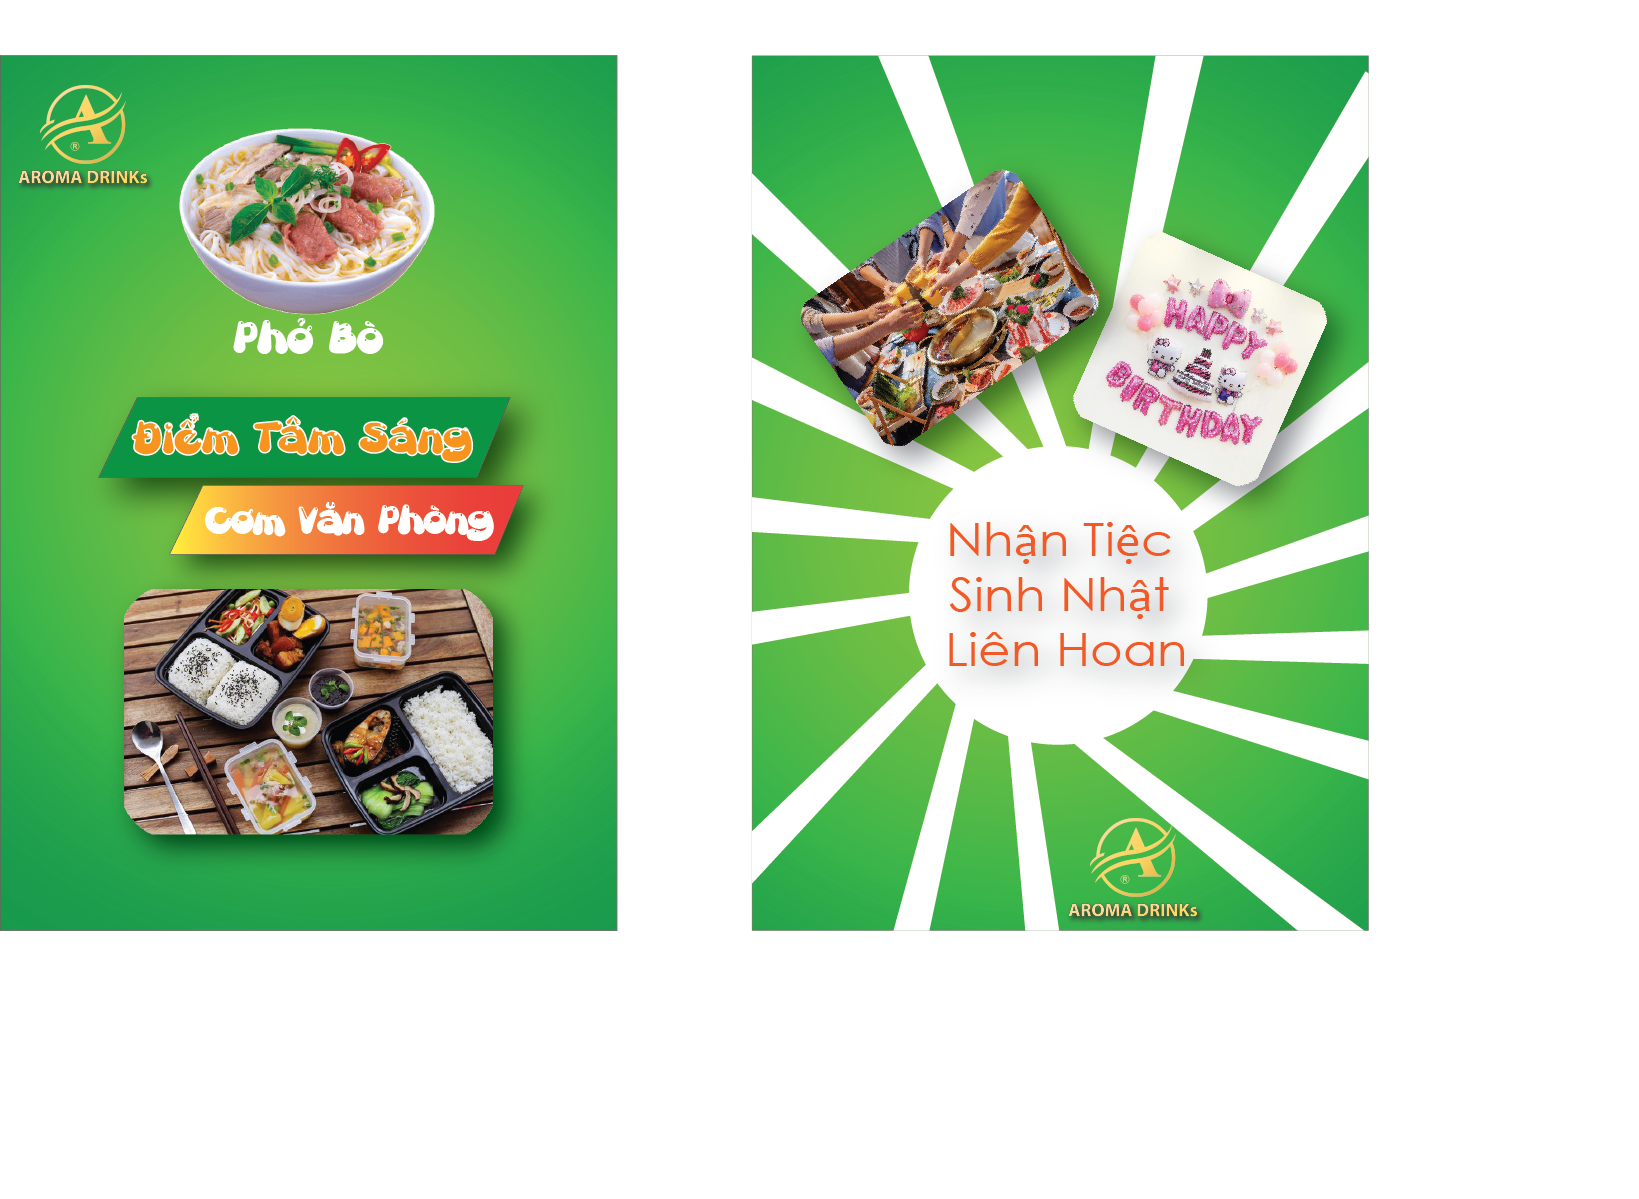 A
®
AROMA DRINKs
Phở Bò
Điểm Tâm Sáng
Cơm Văn Phòng
HAPPY
BIRTHDAY
Nhận Tiệc
Sinh Nhật
Liên Hoan
A
®
AROMA DRINKs